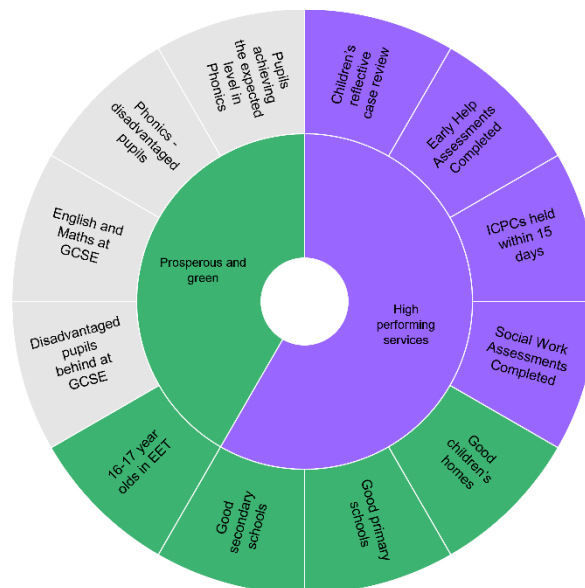 Pupils
achieving
the expected
level in
Phonics
Children's
reflective
case review
Phonics -
disadvantaged
pupils
Early Help
Assessments
Completed
English and
Maths at
GCSE
ICPCs held
within 15
days
Prosperous and
green
High
performing
services
Disadvantaged
pupils
behind at
GCSE
Social Work
Assessments
Completed
16-17 year
olds in EET
Good
children's
homes
Good
secondary
schools
Good primary
schools